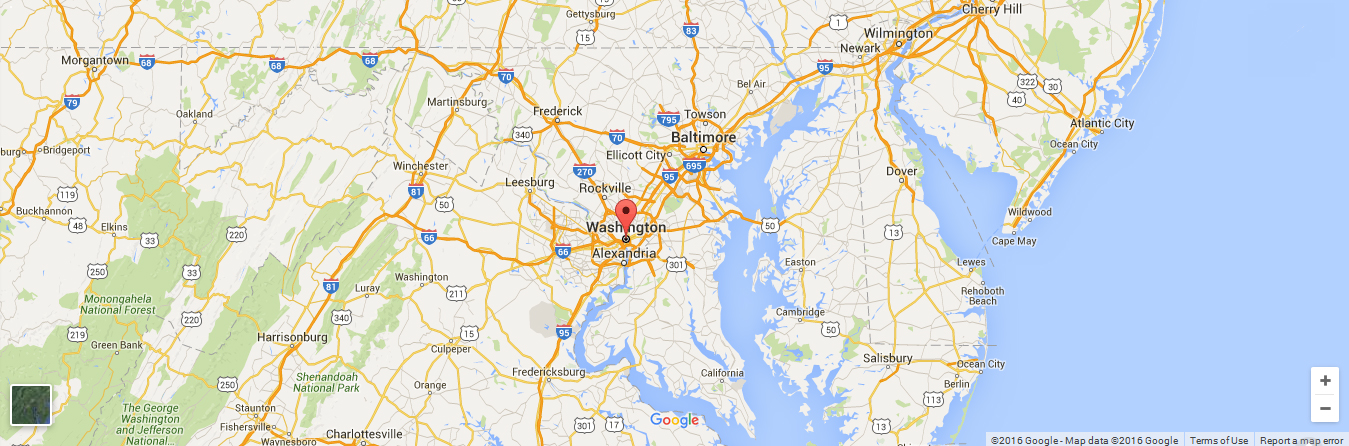 Cherry Hill
Gettysburg
1
83
15
Wilmington
Newark
Morgantown
68
68
68
70
95
322
30
Bel Air
79
Martinsburg
40
Oakland
Frederick
795
Towson
Atlantic City
340
70
Baltimore
Ocean City
burg
Bridgeport
Ellicott City
695
Winchester
270
95
Dover
Leesburg
Rockville
119
81
50
Wildwood
Buckhannon
48
Elkins
33
220
66
Washington
50
13
Cape May
66
Alexandria
301
Easton
Lewes
250
Washington
Monongahela
National Forest
81
Luray
211
Rehoboth
Beach
220
340
Cambridge
50
219
Green Bank
Harrisonburg
15
95
Culpeper
Salisbury
Ocean City
Shenandoah
National Park
250
Orange
Fredericksburg
California
Berlin
113
The George
Washington
and Jefferson
National...
Staunton
Fishersville
Waynesboro
Charlottesville
301
17
Google
13
+
−
©2016 Google - Map data ©2016 Google
Terms of Use
Report a map error